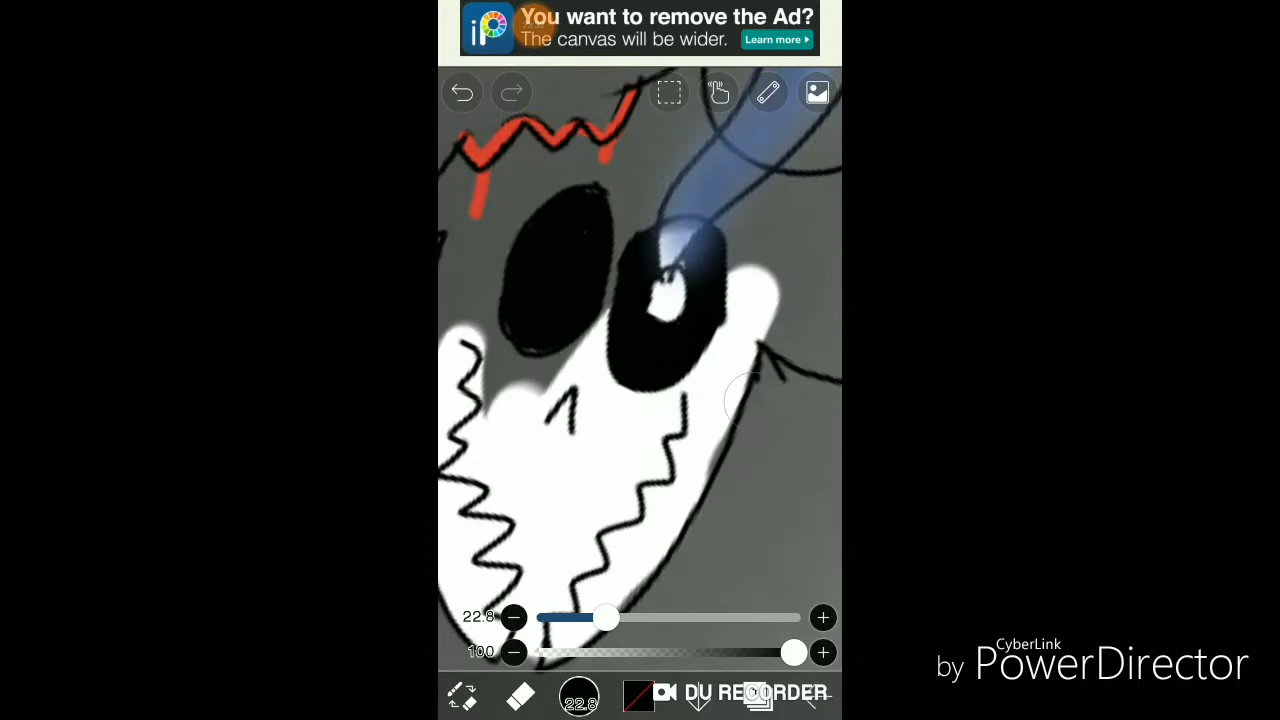 iP
You want to remove the Ad?
The canvas will be wider.
Learn more
22.8
100
22.8
DU RECORDER
CyberLink
by PowerDirector